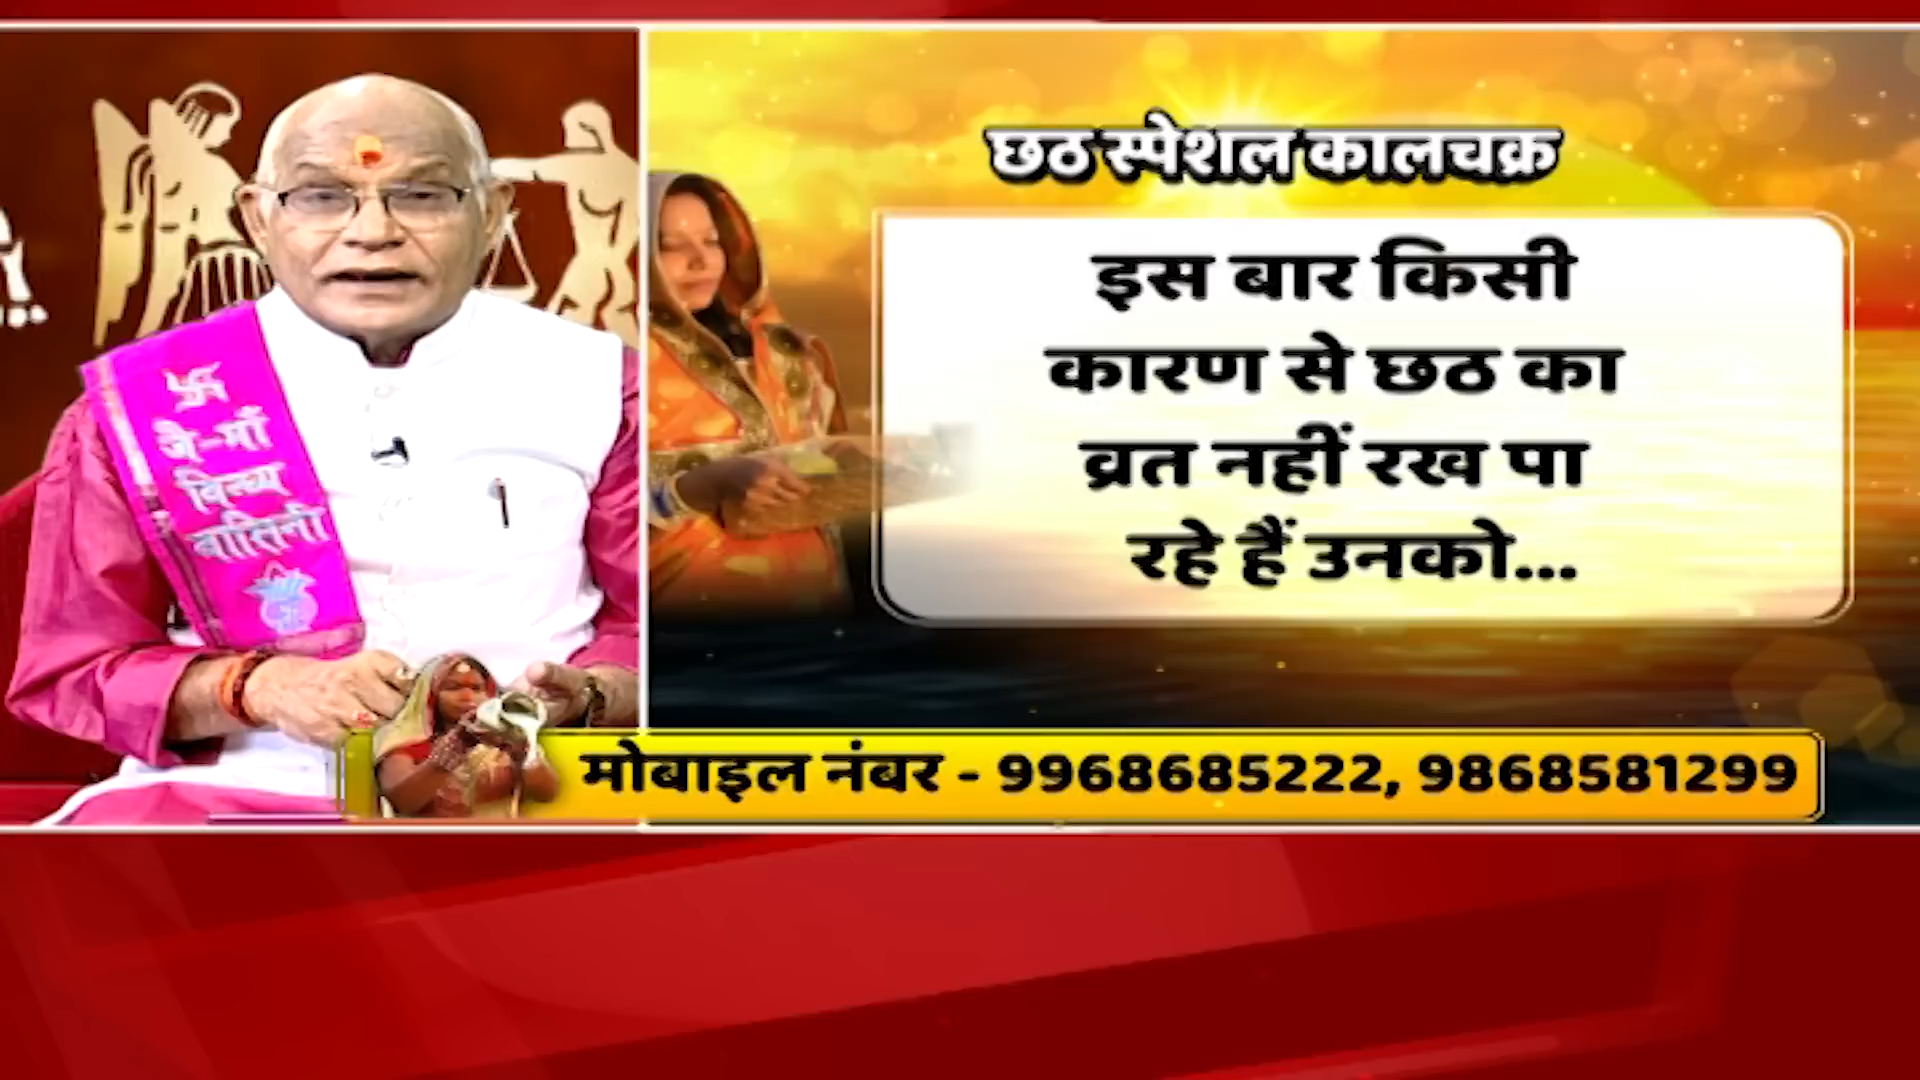 छठ स्पेशल कालचक्र
इस बार किसी
कारण से छठ का
व्रत नहीं रख पा
रहे हैं उनको...
जै-माँ
विन्ध्य
वासिनी
मोबाइल नंबर - 9968685222, 9868581299